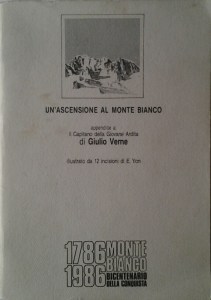 UN'ASCENSIONE AL MONTE BIANCO
appendice a
Il Capitano della Giovane Ardita
di Giulio Verne
illustrato da 12 incisioni di E. Yon
1786 MONTE
1986 BIANCO
BICENTENARIO
DELLA CONQUISTA